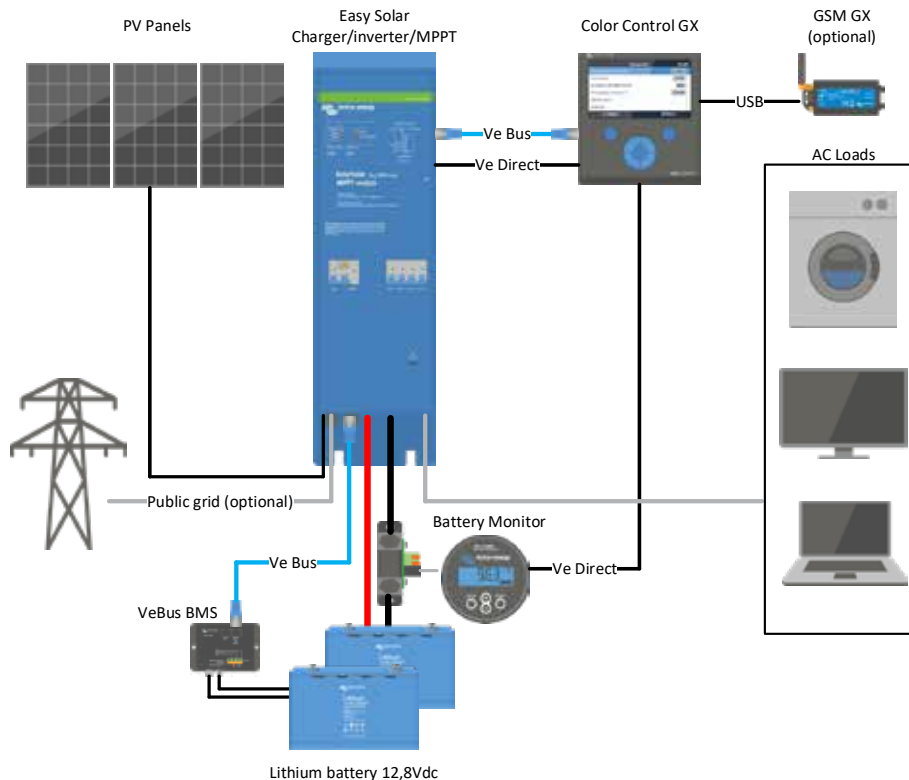 PV Panels
Easy Solar
Charger/inverter/MPPT
Color Control GX
GSM GX
(optional)
USB
Ve Bus
Ve Direct
AC Loads
Public grid (optional)
Battery Monitor
Ve Bus
Ve Direct
VeBus BMS
Lithium battery 12,8Vdc